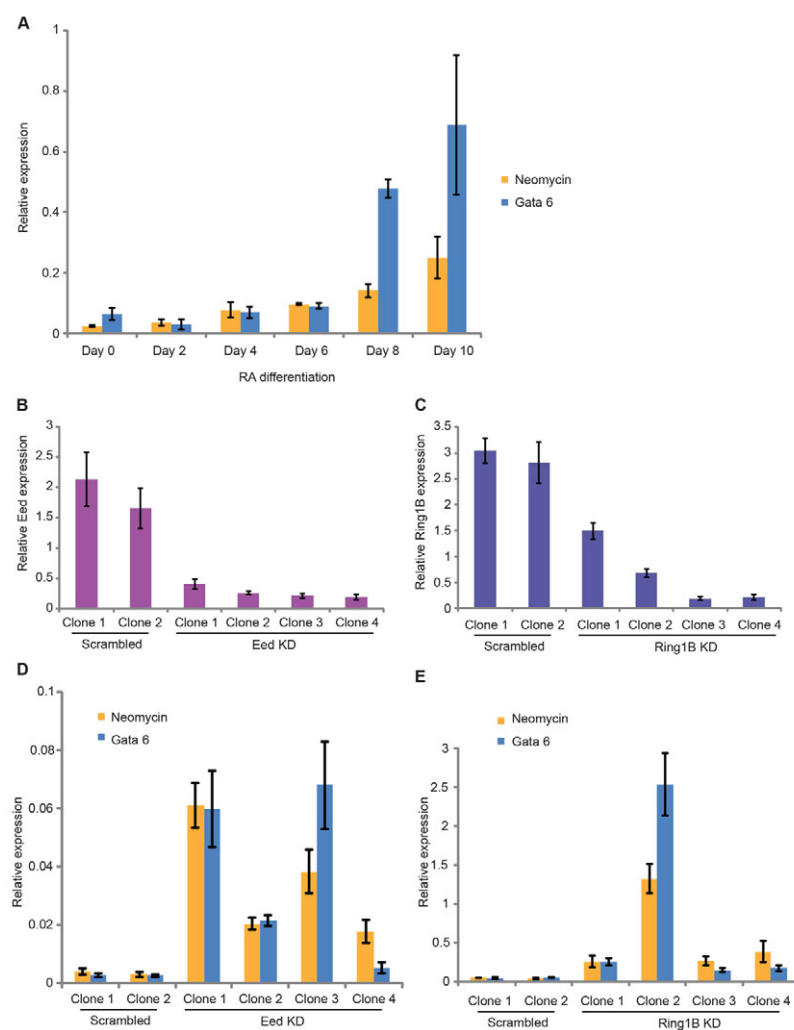 A
Relative expression
1
0.8
0.6
0.4
0.2
0
Day 0 Day 2 Day 4 Day 6 Day 8 Day 10
RA differentiation
Neomycin
Gata 6
B
Relative Eed expression
3
2.5
2
1.5
1
0.5
0
Clone 1 Clone 2 Clone 1 Clone 2 Clone 3 Clone 4
Scrambled Eed KD
C
Relative Ring1B expression
3.5
3
2.5
2
1.5
1
0.5
0
Clone 1 Clone 2 Clone 1 Clone 2 Clone 3 Clone 4
Scrambled Ring1B KD
D
Relative expression
0.1
0.08
0.06
0.04
0.02
0
Neomycin
Gata 6
Clone 1 Clone 2 Clone 1 Clone 2 Clone 3 Clone 4
Scrambled Eed KD
E
Neomycin
Gata 6
Relative expression
3
2.5
2
1.5
1
0.5
0
Clone 1 Clone 2 Clone 1 Clone 2 Clone 3 Clone 4
Scrambled Ring1B KD